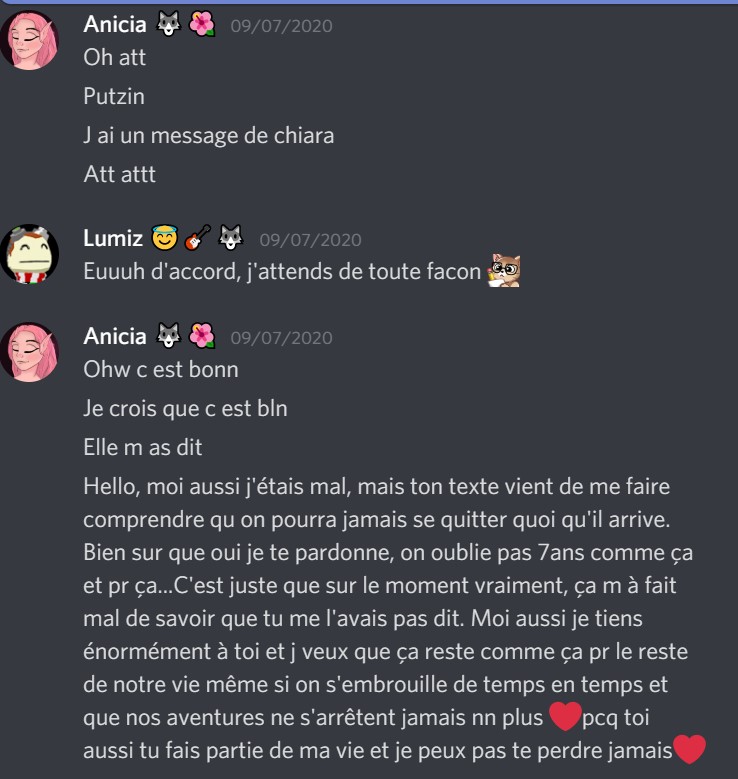 Anicia 🐺 🌺 09/07/2020
Oh att
Putzin
J ai un message de chiara
Att attt
Lumiz 😇 🎸 🐺 09/07/2020
Euuuh d'accord, j'attends de toute facon
Anicia 🐺 🌺 09/07/2020
Ohw c est bonn
Je crois que c est bln
Elle m as dit
Hello, moi aussi j'étais mal, mais ton texte vient de me faire
comprendre qu on pourra jamais se quitter quoi qu'il arrive.
Bien sur que oui je te pardonne, on oublie pas 7ans comme ça
et pr ça...C'est juste que sur le moment vraiment, ça m à fait
mal de savoir que tu me l'avais pas dit. Moi aussi je tiens
énormément à toi et j veux que ça reste comme ça pr le reste
de notre vie même si on s'embrouille de temps en temps et
que nos aventures ne s'arrêtent jamais nn plus ❤️pcq toi
aussi tu fais partie de ma vie et je peux pas te perdre jamais❤️